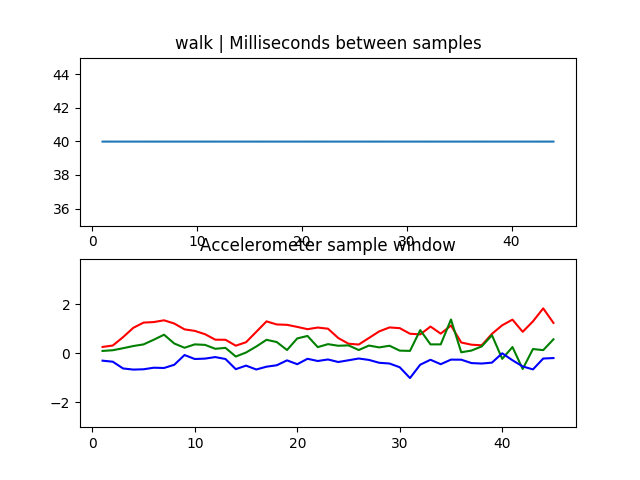 walk | Milliseconds between samples
44
42
40
38
36
0 10 20 30 40
Accelerometer sample window
2
0
−2
0 10 20 30 40